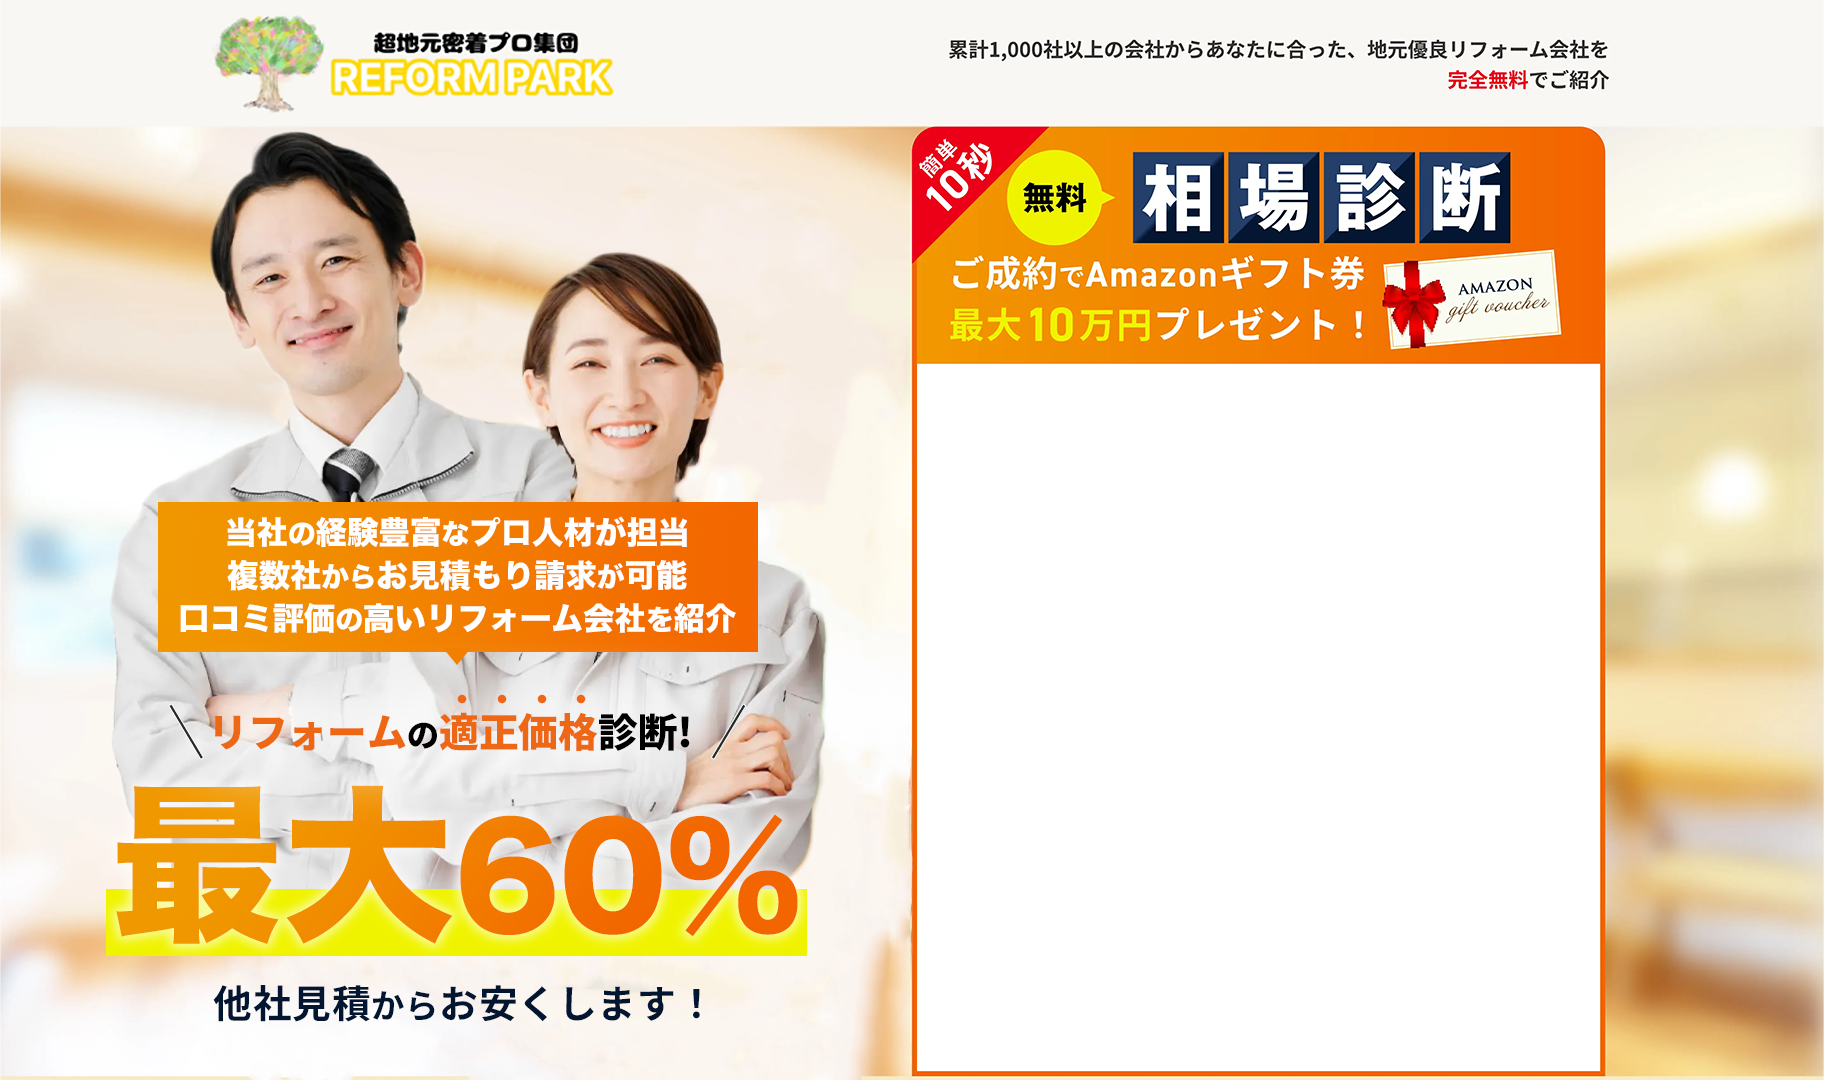 超地元密着プロ集団
REFORM PARK
累計1,000社以上の会社からあなたに合った、地元優良リフォーム会社を
完全無料でご紹介
簡単
10秒
無料
相場診断
ご成約でAmazonギフト券
最大10万円プレゼント！
AMAZON
gift voucher
当社の経験豊富なプロ人材が担当
複数社からお見積もり請求が可能
口コミ評価の高いリフォーム会社を紹介
リフォームの適正価格診断!
最大60%
他社見積からお安くします！